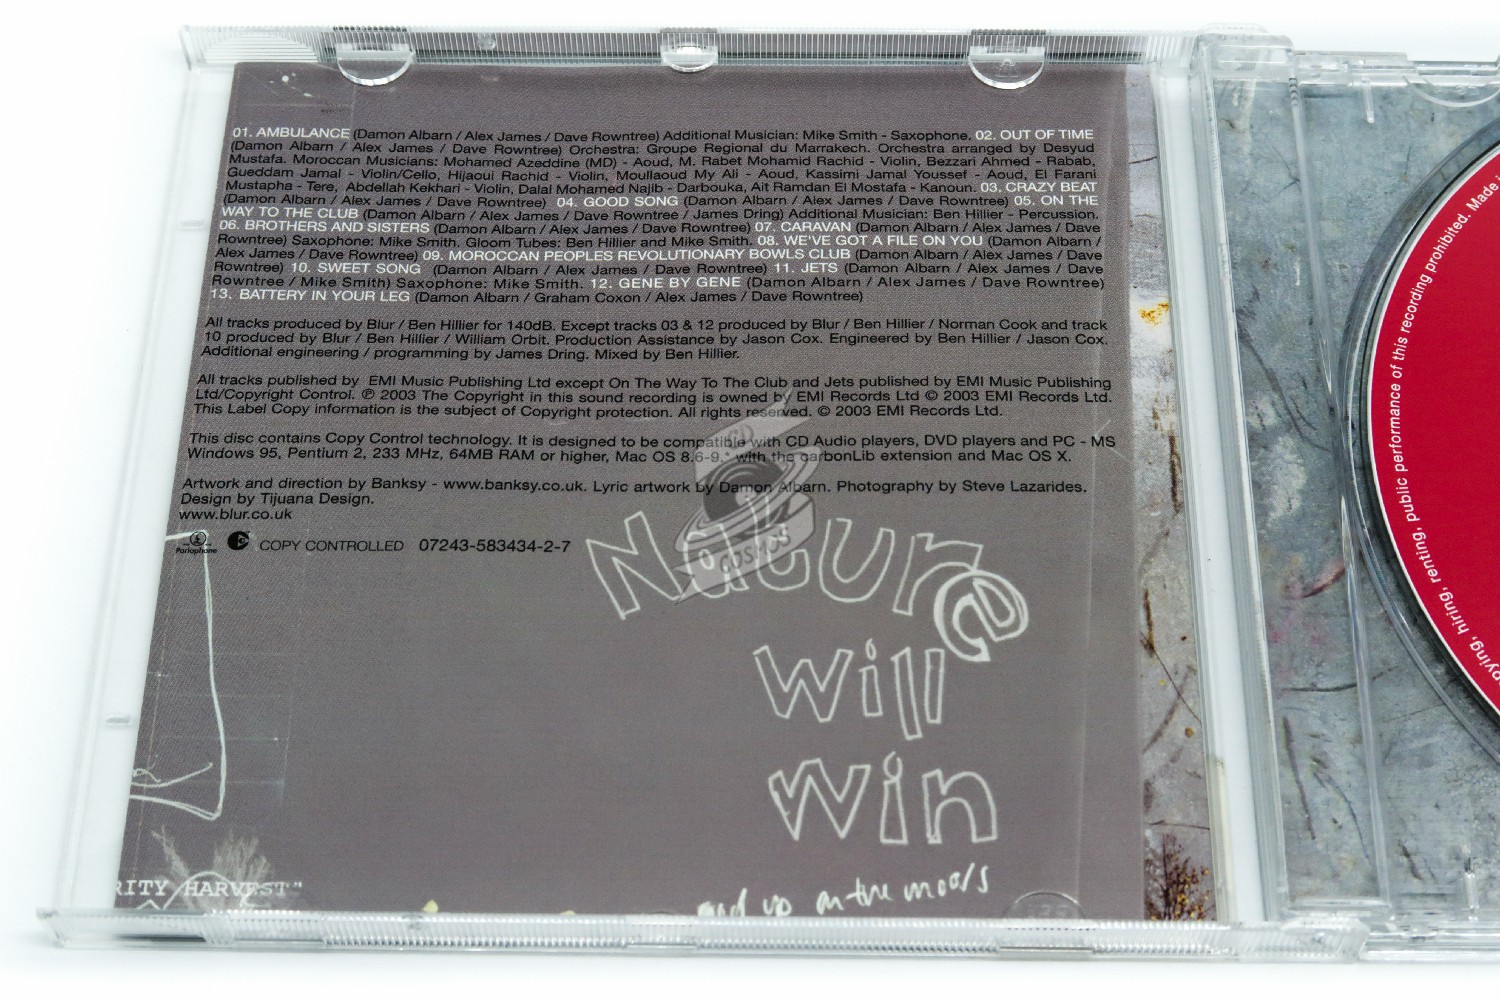 01. AMBULANCE (Damon Albarn / Alex James / Dave Rowntree) Additional Musician: Mike Smith - Saxophone. 02. OUT OF TIME
(Damon Albarn / Alex James / Dave Rowntree) Orchestra: Groupe Regional du Marrakech. Orchestra arranged by Desyud
Mustafa. Moroccan Musicians: Mohamed Azeddine (MD) - Aoud, M. Rabet Mohamid Rachid - Violin, Bezzari Ahmed - Rabab,
Gueddam Jamal - Violin/Cello, Hijaoui Rachid - Violin, Moullaoud My Ali - Aoud, Kassimi Jamal Youssef - Aoud, El Farani
Mustapha - Tere, Abdellah Kekhari - Violin, Dalal Mohamed Najib - Darbouka, Ait Ramdan El Mostafa - Kanoun. 03. CRAZY BEAT
(Damon Albarn / Alex James / Dave Rowntree) 04. GOOD SONG (Damon Albarn / Alex James / Dave Rowntree) 05. ON THE
WAY TO THE CLUB (Damon Albarn / Alex James / Dave Rowntree / James Dring) Additional Musician: Ben Hillier - Percussion.
06. BROTHERS AND SISTERS (Damon Albarn / Alex James / Dave Rowntree) 07. CARAVAN (Damon Albarn / Alex James / Dave
Rowntree) Saxophone: Mike Smith. Gloom Tubes: Ben Hillier and Mike Smith. 08. WE'VE GOT A FILE ON YOU (Damon Albarn /
Alex James / Dave Rowntree) 09. MOROCCAN PEOPLES REVOLUTIONARY BOWLS CLUB (Damon Albarn / Alex James / Dave
Rowntree) 10. SWEET SONG (Damon Albarn / Alex James / Dave Rowntree) 11. JETS (Damon Albarn / Alex James / Dave
Rowntree / Mike Smith) Saxophone: Mike Smith. 12. GENE BY GENE (Damon Albarn / Alex James / Dave Rowntree)
13. BATTERY IN YOUR LEG (Damon Albarn / Graham Coxon / Alex James / Dave Rowntree)
All tracks produced by Blur / Ben Hillier for 140dB. Except tracks 03 & 12 produced by Blur / Ben Hillier / Norman Cook and track
10 produced by Blur / Ben Hillier / William Orbit. Production Assistance by Jason Cox. Engineered by Ben Hillier / Jason Cox.
Additional engineering / programming by James Dring. Mixed by Ben Hillier.
All tracks published by EMI Music Publishing Ltd except On The Way To The Club and Jets published by EMI Music Publishing
Ltd/Copyright Control. ℗ 2003 The Copyright in this sound recording is owned by EMI Records Ltd © 2003 EMI Records Ltd.
This Label Copy information is the subject of Copyright protection. All rights reserved. © 2003 EMI Records Ltd.
This disc contains Copy Control technology. It is designed to be compatible with CD Audio players, DVD players and PC - MS
Windows 95, Pentium 2, 233 MHz, 64MB RAM or higher, Mac OS 8.6-9.* with the carbonLib extension and Mac OS X.
Artwork and direction by Banksy - www.banksy.co.uk. Lyric artwork by Damon Albarn. Photography by Steve Lazarides.
Design by Tijuana Design.
www.blur.co.uk
Parlophone COPY CONTROLLED 07243-583434-2-7
CD
COSMOS
Nature
will
win
RITY HARVEST"
and up on the moors
pying, hiring, renting, public performance of this recording prohibited. Made i